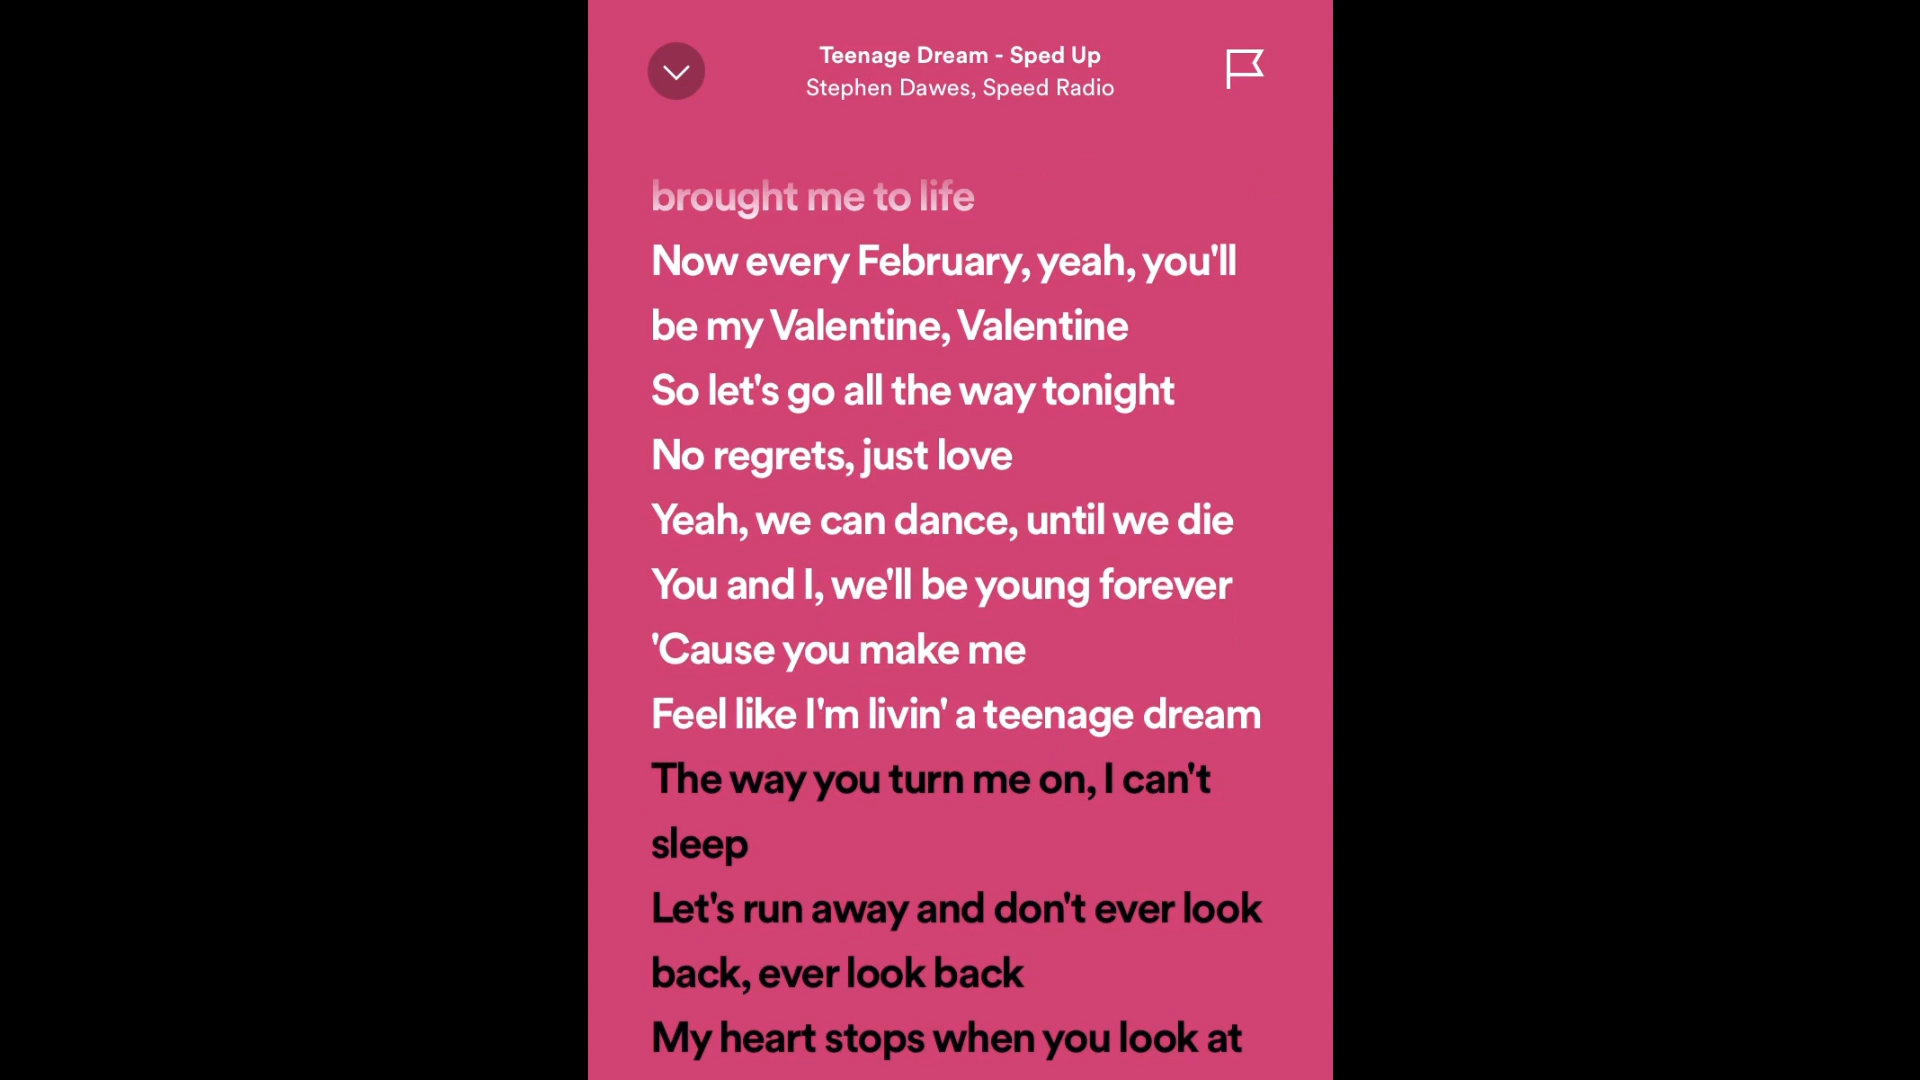 Teenage Dream - Sped Up
Stephen Dawes, Speed Radio
brought me to life
Now every February, yeah, you'll
be my Valentine, Valentine
So let's go all the way tonight
No regrets, just love
Yeah, we can dance, until we die
You and I, we'll be young forever
'Cause you make me
Feel like I'm livin' a teenage dream
The way you turn me on, I can't
sleep
Let's run away and don't ever look
back, ever look back
My heart stops when you look at